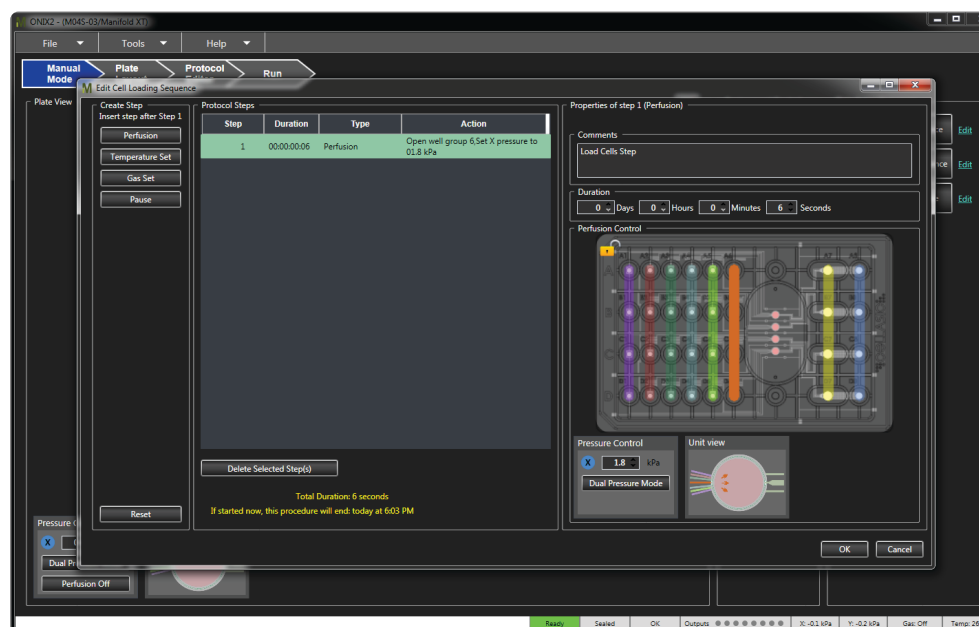 ONIX2 - (M04S-03/Manifold XT)
File Tools Help
Manual Mode
Plate
Protocol
Run
Plate View
Edit Cell Loading Sequence
Create Step
Insert step after Step 1
Perfusion
Temperature Set
Gas Set
Pause
Reset
Protocol Steps
Step Duration Type Action
1 00:00:00:06 Perfusion Open well group 6,Set X pressure to
01.8 kPa
Delete Selected Step(s)
Total Duration: 6 seconds
If started now, this procedure will end: today at 6:03 PM
Properties of step 1 (Perfusion)
Comments
Load Cells Step
Duration
0 Days 0 Hours 0 Minutes 6 Seconds
Perfusion Control
A
B
C
D
Pressure Control
X 1.8 kPa
Dual Pressure Mode
Unit view
OK Cancel
Edit
Edit
Edit
Pressure
X
Dual
Perfusion Off
Ready Sealed OK Outputs X: -0.1 kPa Y: -0.2 kPa Gas: Off Temp: